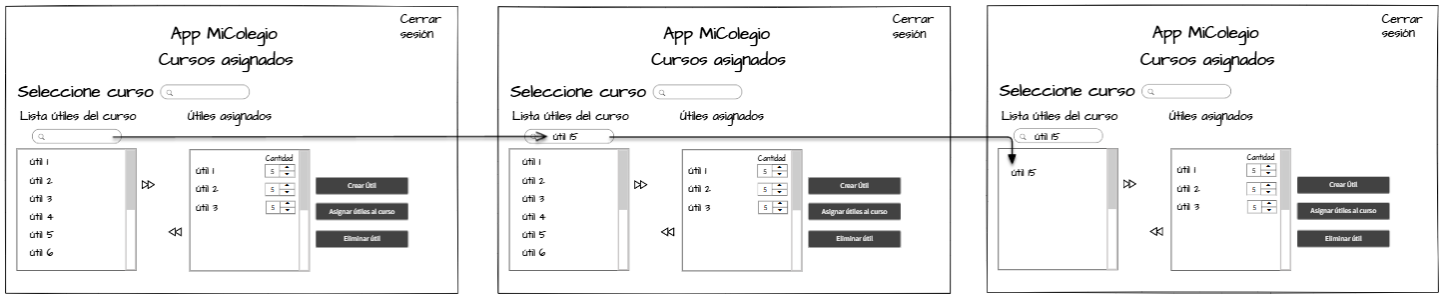 Cerrar
sesión
App MiColegio
Cursos asignados
Seleccione curso
Lista útiles del curso
Útiles asignados
útil 1
útil 2
útil 3
útil 4
útil 5
útil 6
Cantidad
útil 1 5
útil 2 5
útil 3 5
Crear Útil
Asignar útiles al curso
Eliminar útil
Cerrar
sesión
App MiColegio
Cursos asignados
Seleccione curso
Lista útiles del curso
Útiles asignados
útil 15
útil 1
útil 2
útil 3
útil 4
útil 5
útil 6
Cantidad
útil 1 5
útil 2 5
útil 3 5
Crear Útil
Asignar útiles al curso
Eliminar útil
Cerrar
sesión
App MiColegio
Cursos asignados
Seleccione curso
Lista útiles del curso
Útiles asignados
útil 15
útil 15
Cantidad
útil 1 5
útil 2 5
útil 3 5
Crear Útil
Asignar útiles al curso
Eliminar útil